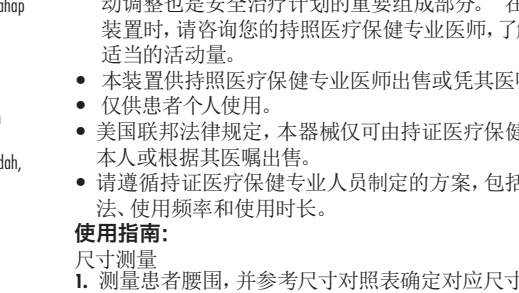 ahap
动调整也是安全治疗计划的重要组成部分。 在
装置时，请咨询您的持照医疗保健专业医师，了解
适当的活动量。
• 本装置供持照医疗保健专业医师出售或凭其医嘱
• 仅供患者个人使用。
• 美国联邦法律规定，本器械仅可由持证医疗保健
dah,
本人或根据其医嘱出售。
• 请遵循持证医疗保健专业人员制定的方案，包括
法、使用频率和使用时长。
使用指南：
尺寸测量
1. 测量患者腰围，并参考尺寸对照表确定对应尺寸